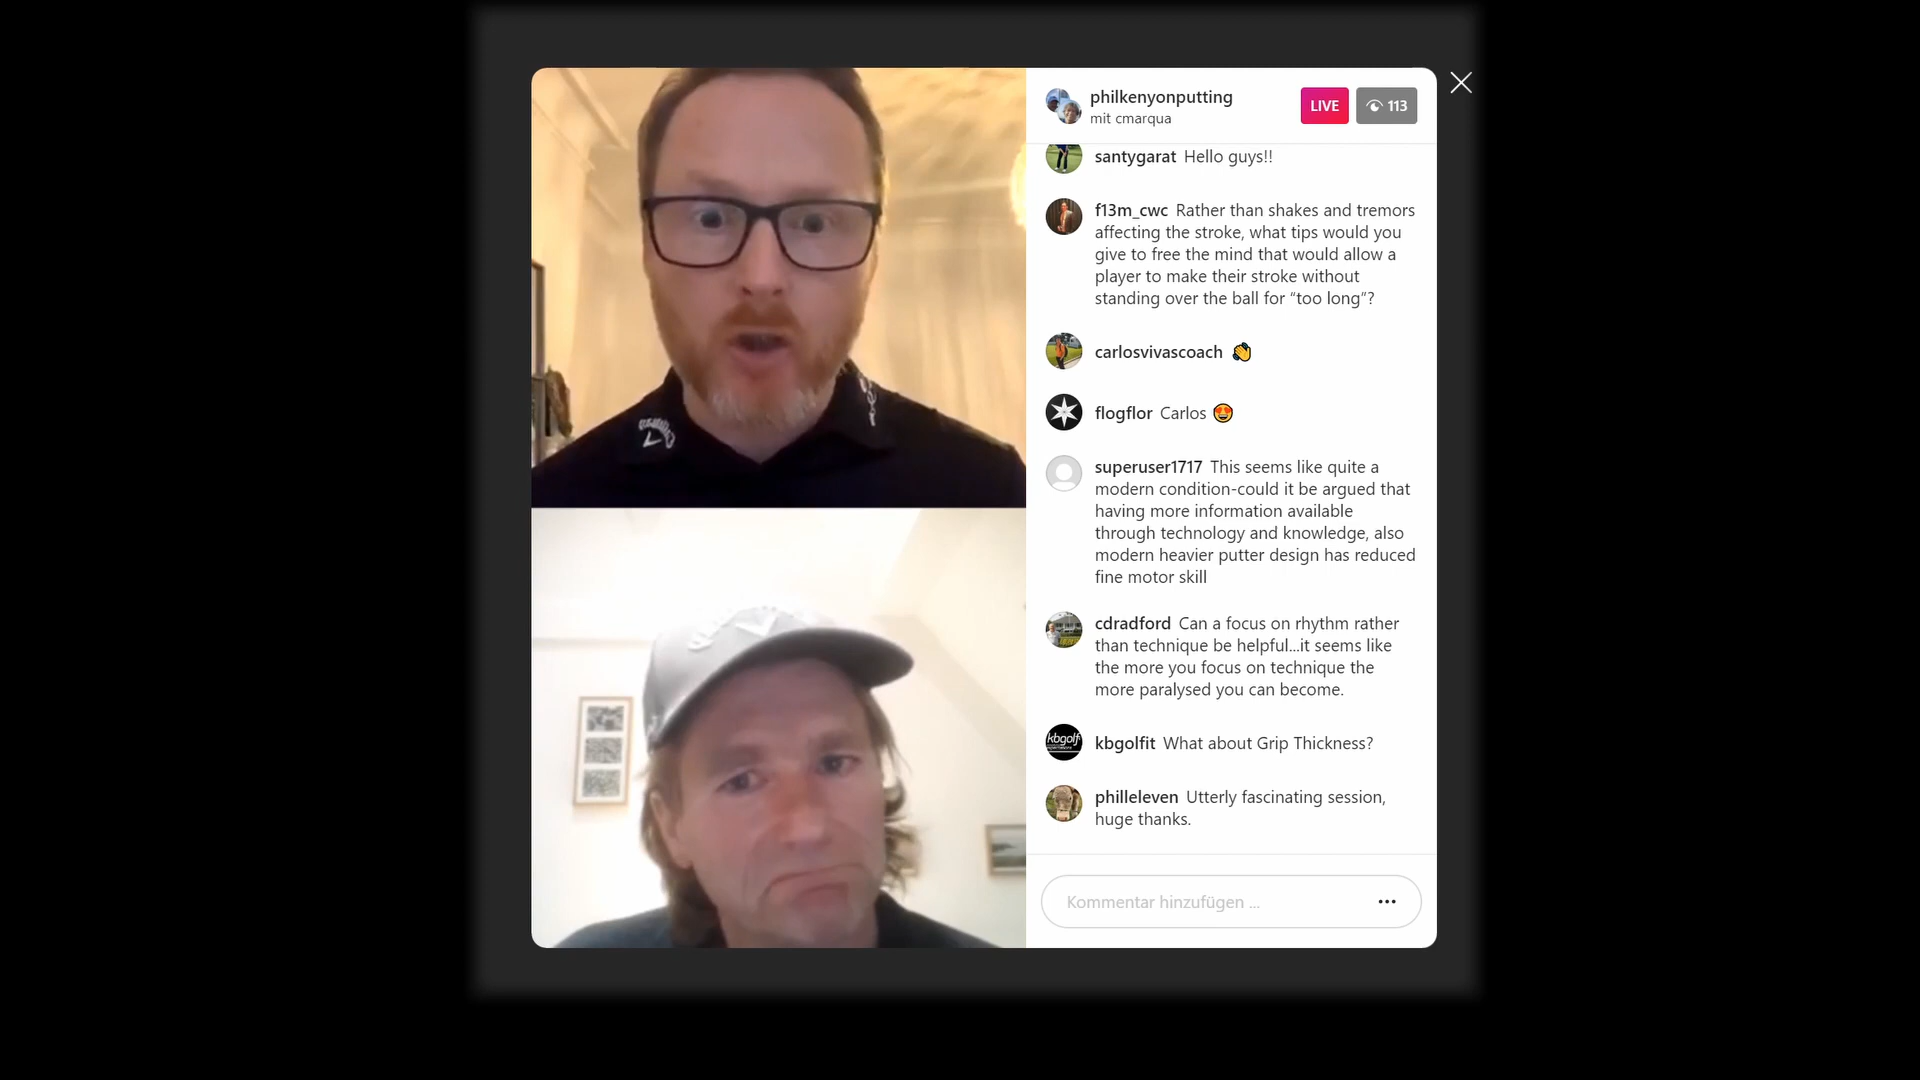 philkenyonputting
mit cmarqua
LIVE
113
santygarat Hello guys!!
f13m_cwc Rather than shakes and tremors
affecting the stroke, what tips would you
give to free the mind that would allow a
player to make their stroke without
standing over the ball for “too long”?
carlosvivascoach 👏
flogflor Carlos 😍
superuser1717 This seems like quite a
modern condition-could it be argued that
having more information available
through technology and knowledge, also
modern heavier putter design has reduced
fine motor skill
cdradford Can a focus on rhythm rather
than technique be helpful...it seems like
the more you focus on technique the
more paralysed you can become.
kbgolf
kbgolfit What about Grip Thickness?
philleleven Utterly fascinating session,
huge thanks.
Kommentar hinzufügen ...